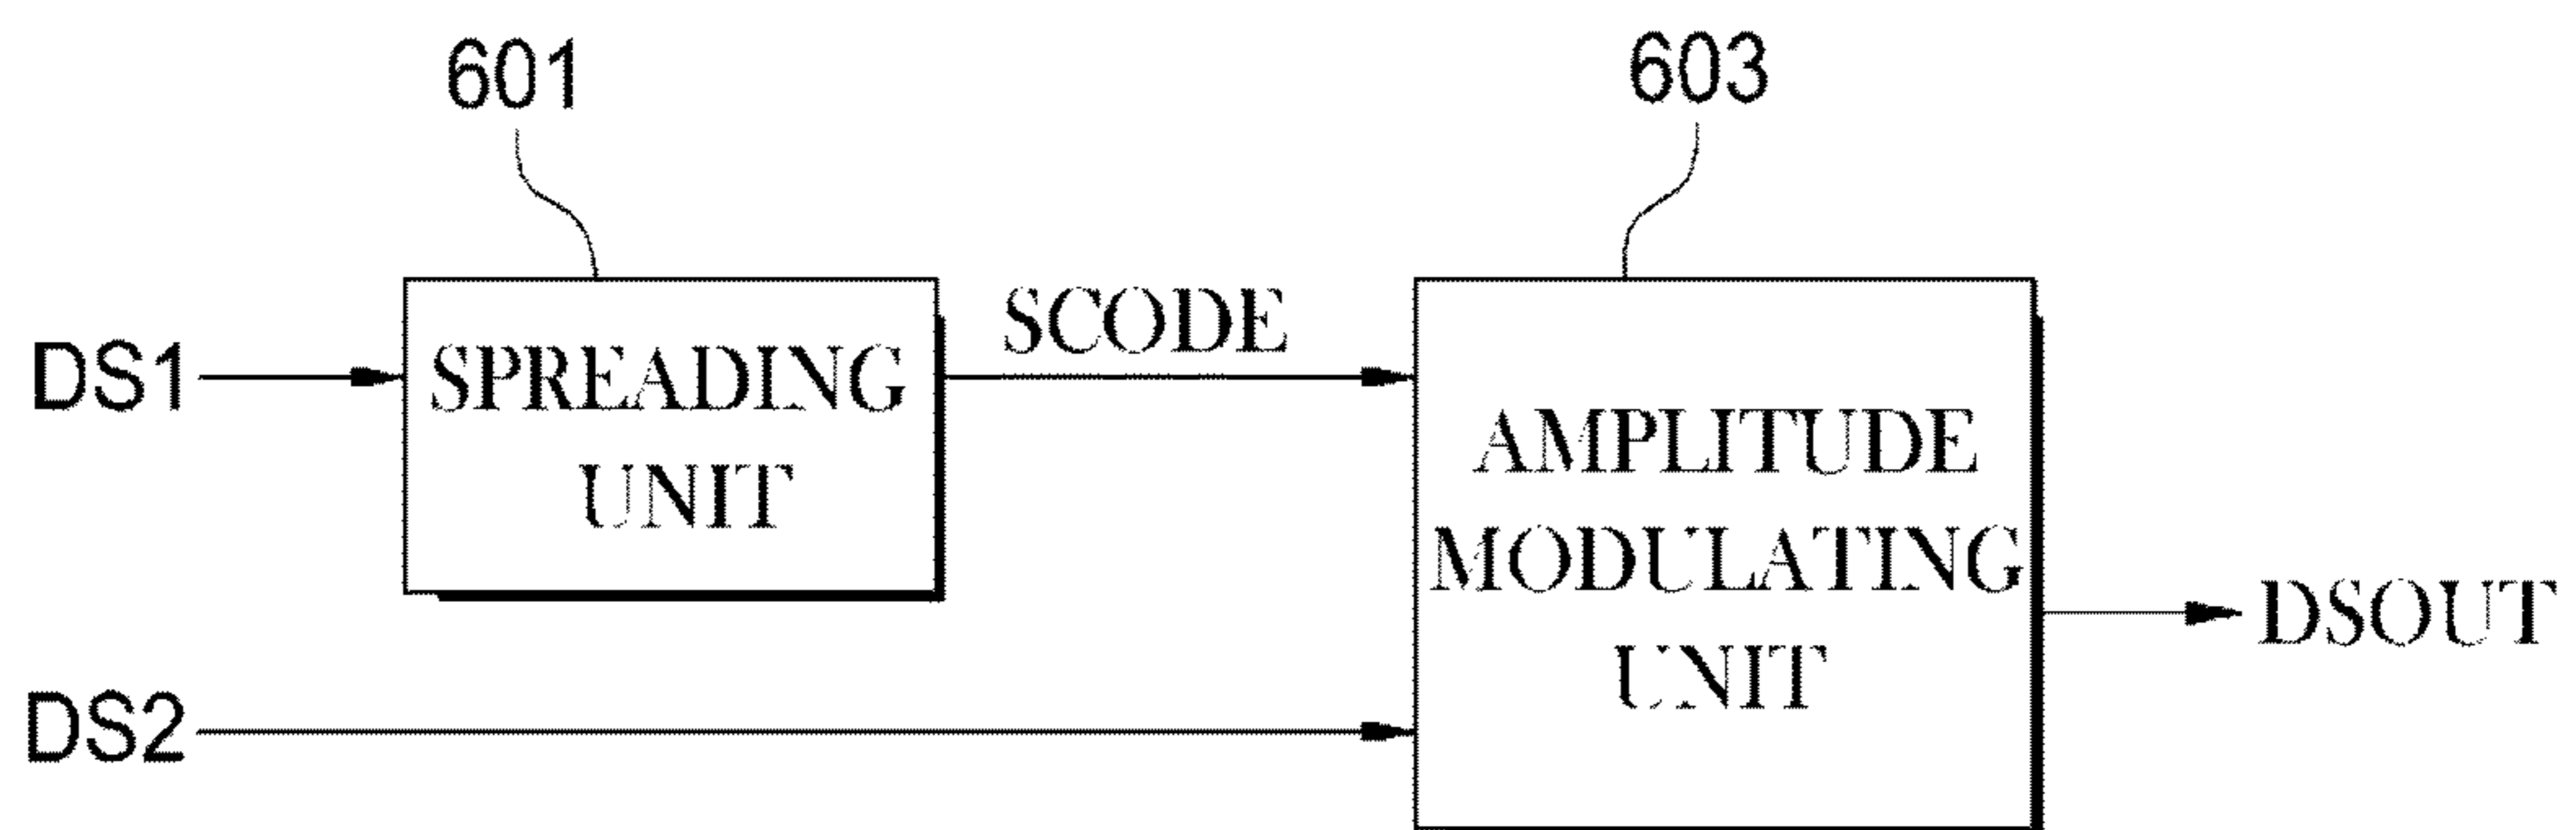 601
603
DS1
SPREADING
UNIT
SCODE
AMPLITUDE
MODULATING
UNIT
DSOUT
DS2